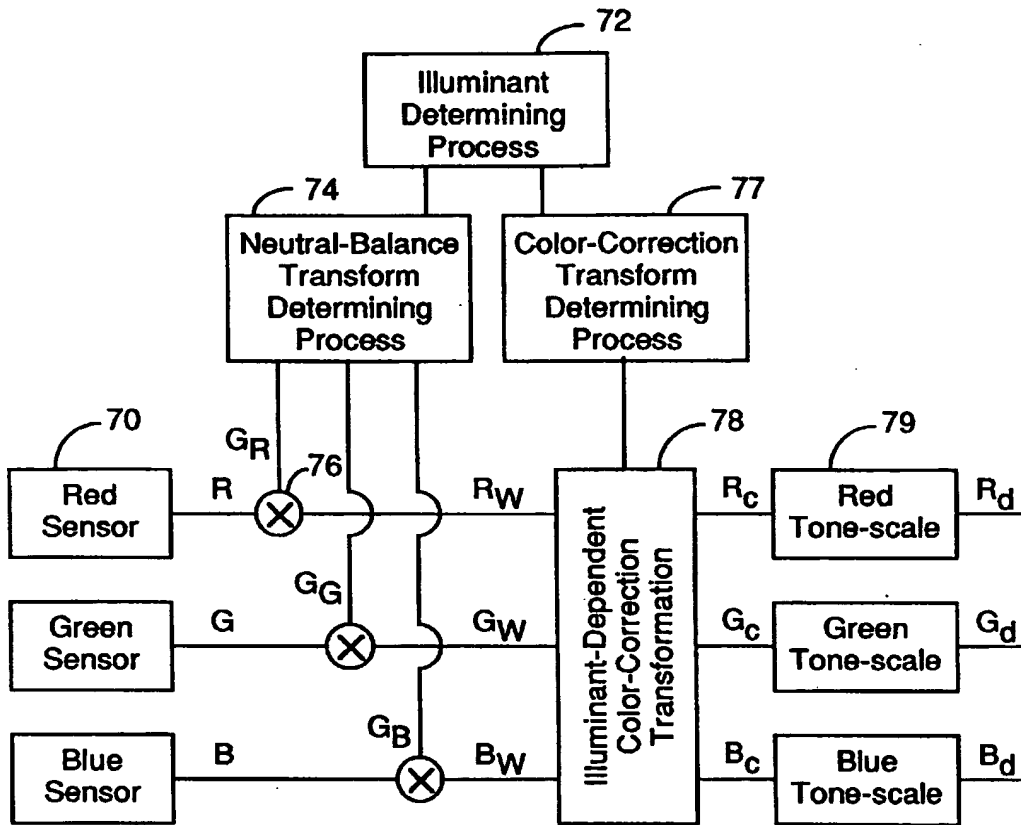 72
Illuminant
Determining
Process
74
77
Neutral-Balance
Transform
Determining
Process
Color-Correction
Transform
Determining
Process
70
78
79
GR
76
Red
Sensor
R
RW
Illuminant-Dependent
Color-Correction
Transformation
Rc
Red
Tone-scale
Rd
GG
Green
Sensor
G
GW
Gc
Green
Tone-scale
Gd
GB
Blue
Sensor
B
BW
Bc
Blue
Tone-scale
Bd